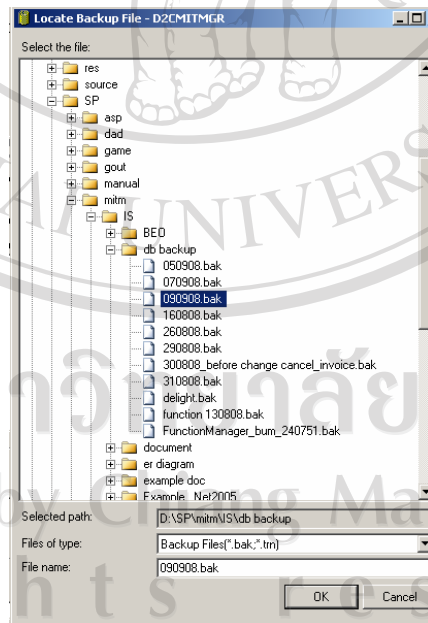 Locate Backup File - D2CMITMGR
Select the file:
res
source
SP
asp
dad
game
gout
manual
mitm
IS
BEO
db backup
050908.bak
070908.bak
090908.bak
160808.bak
260808.bak
290808.bak
300808_before change cancel_invoice.bak
310808.bak
delight.bak
function 130808.bak
FunctionManager_bum_240751.bak
document
er diagram
example doc
Example_Net2005
Selected path: D:\SP\mitm\IS\db backup
Files of type: Backup Files(*.bak;*.trn)
File name: 090908.bak
OK Cancel